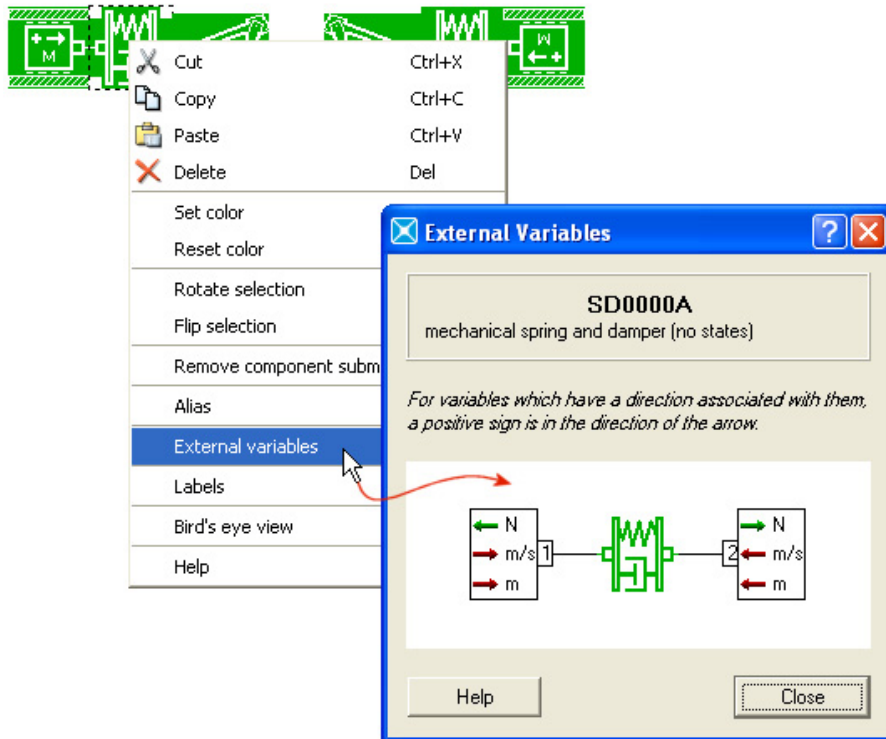 M
M
Cut Ctrl+X
Copy Ctrl+C
Paste Ctrl+V
Delete Del
Set color
Reset color
Rotate selection
Flip selection
Remove component subm
Alias
External variables
Labels
Bird's eye view
Help
External Variables
SD0000A
mechanical spring and damper (no states)
For variables which have a direction associated with them,
a positive sign is in the direction of the arrow.
N N
m/s 1 2 m/s
m m
Help Close